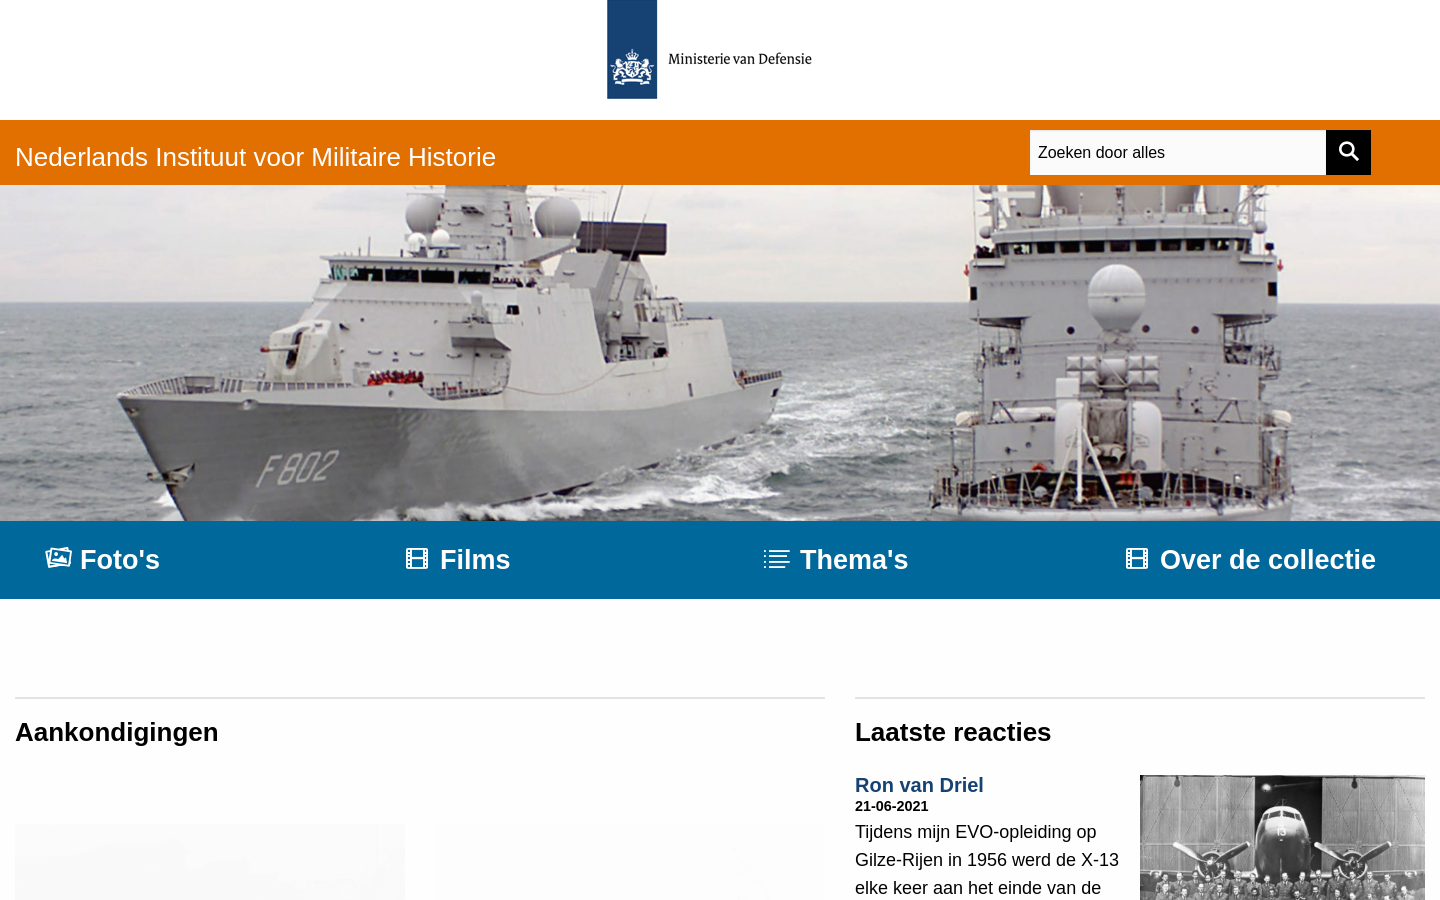 Ministerie van Defensie
Nederlands Instituut voor Militaire Historie
Zoeken door alles
F802
Foto's
Films
Thema's
Over de collectie
Aankondigingen
Laatste reacties
Ron van Driel
21-06-2021
Tijdens mijn EVO-opleiding op
Gilze-Rijen in 1956 werd de X-13
elke keer aan het einde van de
13